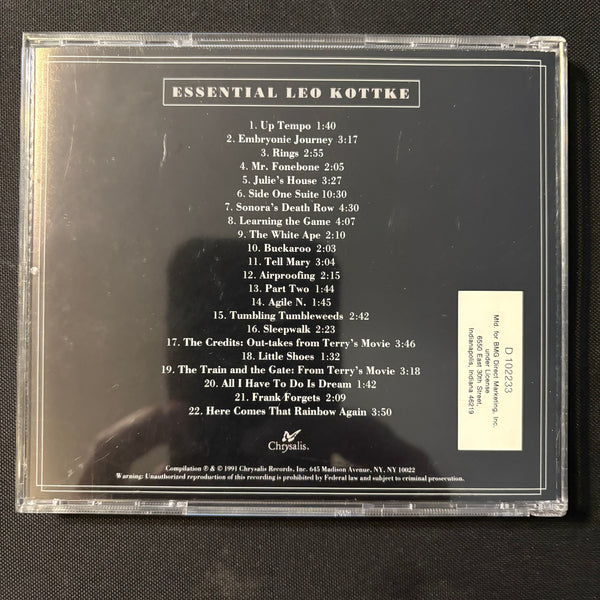 ESSENTIAL LEO KOTTKE
1. Up Tempo 1:40
2. Embryonic Journey 3:17
3. Rings 2:55
4. Mr. Fonebone 2:05
5. Julie's House 3:27
6. Side One Suite 10:30
7. Sonora's Death Row 4:30
8. Learning the Game 4:07
9. The White Ape 2:10
10. Buckaroo 2:03
11. Tell Mary 3:04
12. Airproofing 2:15
13. Part Two 1:44
14. Agile N. 1:45
15. Tumbling Tumbleweeds 2:42
16. Sleepwalk 2:23
17. The Credits: Out-takes from Terry's Movie 3:46
18. Little Shoes 1:32
19. The Train and the Gate: From Terry's Movie 3:18
20. All I Have To Do Is Dream 1:42
21. Frank Forgets 2:09
22. Here Comes That Rainbow Again 3:50
Chrysalis.
Compilation ℗ & © 1991 Chrysalis Records, Inc. 645 Madison Avenue, NY, NY 10022
Warning: Unauthorized reproduction of this recording is prohibited by Federal law and subject to criminal prosecution.
D 102233
Mfd. for BMG Direct Marketing, Inc.
under License
6550 East 30th Street,
Indianapolis, Indiana 46219